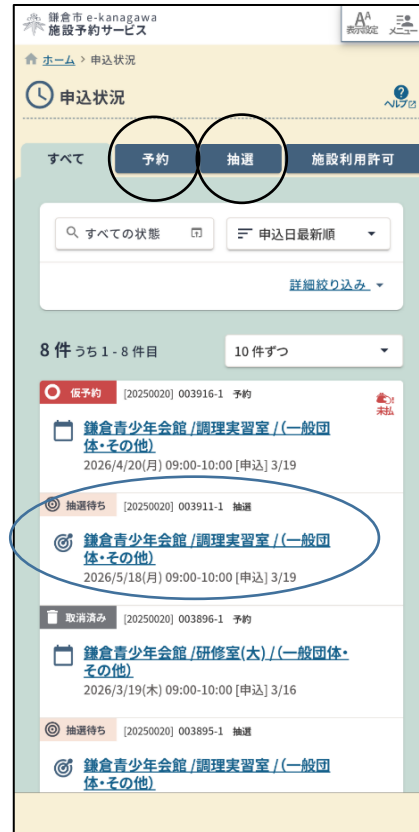 鎌倉市 e-kanagawa
施設予約サービス
AA
表示設定
メニュー
ホーム > 申込状況
申込状況
ヘルプ
すべて
予約
抽選
施設利用許可
すべての状態
申込日最新順
詳細絞り込み
8 件 うち 1 - 8 件目
10 件ずつ
仮予約 [20250020] 003916-1 予約
未払
鎌倉青少年会館 /調理実習室 / (一般団
体・その他)
2026/4/20(月) 09:00-10:00 [申込] 3/19
抽選待ち [20250020] 003911-1 抽選
鎌倉青少年会館 /調理実習室 / (一般団
体・その他)
2026/5/18(月) 09:00-10:00 [申込] 3/19
取消済み [20250020] 003896-1 予約
鎌倉青少年会館 /研修室(大) / (一般団体・
その他)
2026/3/19(木) 09:00-10:00 [申込] 3/16
抽選待ち [20250020] 003895-1 抽選
鎌倉青少年会館 /調理実習室 / (一般団
体・その他)